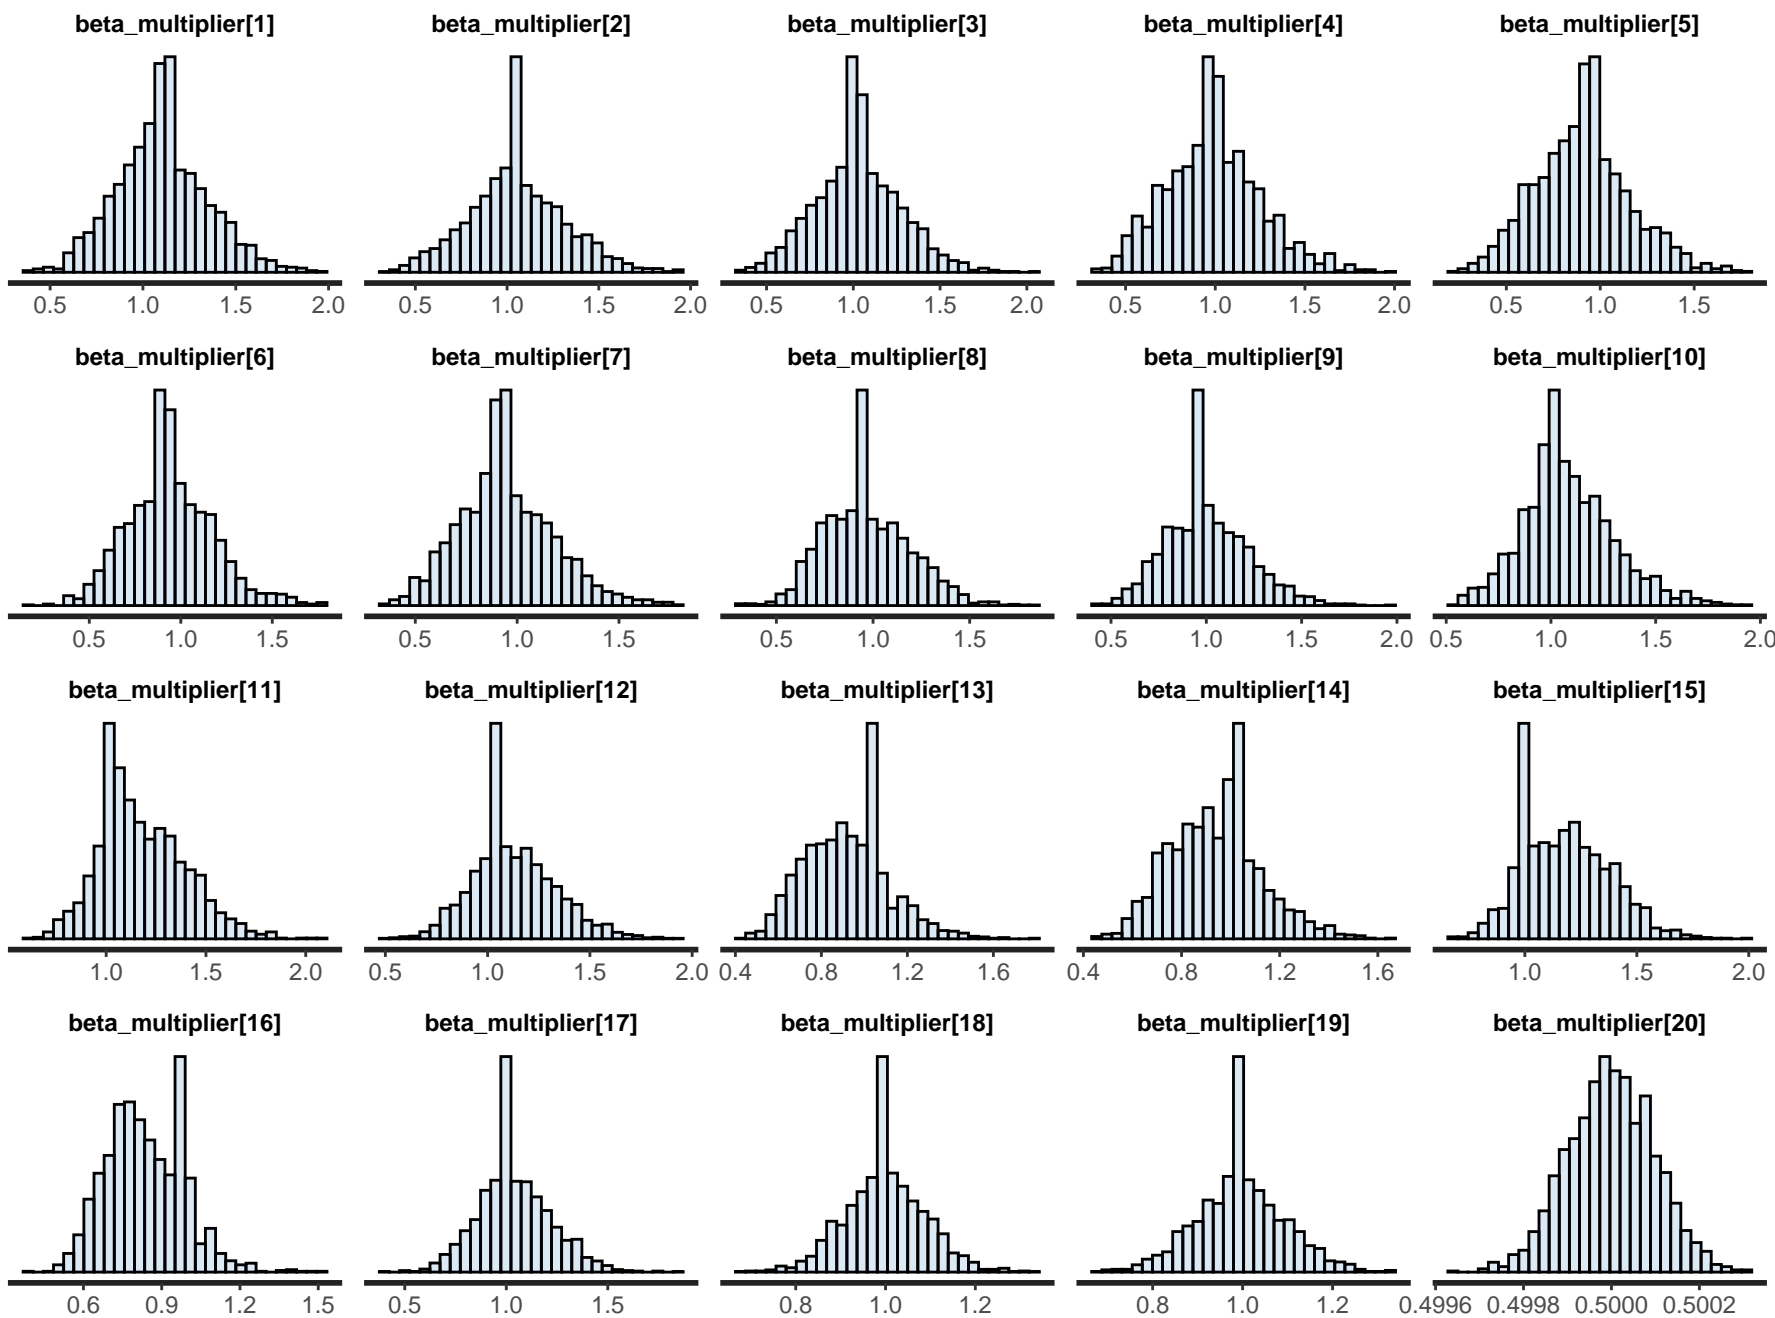 beta_multiplier[1] beta_multiplier[2] beta_multiplier[3] beta_multiplier[4] beta_multiplier[5]
0.5 1.0 1.5 2.0 0.5 1.0 1.5 2.0 0.5 1.0 1.5 2.0 0.5 1.0 1.5 2.0 0.5 1.0 1.5
beta_multiplier[6] beta_multiplier[7] beta_multiplier[8] beta_multiplier[9] beta_multiplier[10]
0.5 1.0 1.5 0.5 1.0 1.5 0.5 1.0 1.5 0.5 1.0 1.5 2.0 0.5 1.0 1.5 2.0
beta_multiplier[11] beta_multiplier[12] beta_multiplier[13] beta_multiplier[14] beta_multiplier[15]
1.0 1.5 2.0 0.5 1.0 1.5 2.0 0.4 0.8 1.2 1.6 0.4 0.8 1.2 1.6 1.0 1.5 2.0
beta_multiplier[16] beta_multiplier[17] beta_multiplier[18] beta_multiplier[19] beta_multiplier[20]
0.6 0.9 1.2 1.5 0.5 1.0 1.5 0.8 1.0 1.2 0.8 1.0 1.2 0.4996 0.4998 0.5000 0.5002